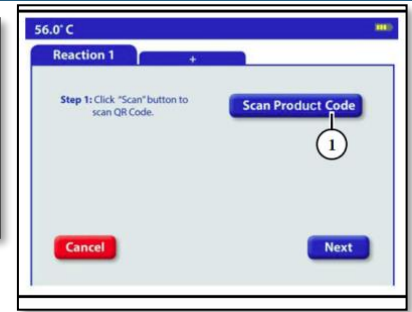 56.0° C
Reaction 1
+
Step 1: Click "Scan" button to
scan QR Code.
Scan Product Code
1
Cancel
Next